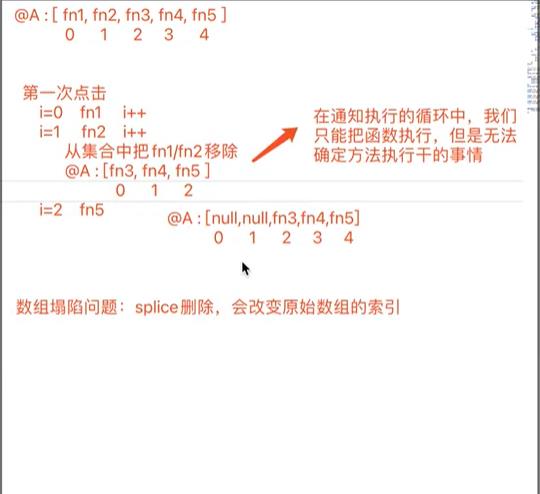 @A :[ fn1, fn2, fn3, fn4, fn5 ]
0 1 2 3 4
第一次点击
i=0 fn1 i++
i=1 fn2 i++
从集合中把fn1/fn2移除
@A :[fn3, fn4, fn5 ]
0 1 2
i=2 fn5
在通知执行的循环中，我们
只能把函数执行，但是无法
确定方法执行干的事情
@A :[null,null,fn3,fn4,fn5]
0 1 2 3 4
数组塌陷问题：splice删除，会改变原始数组的索引